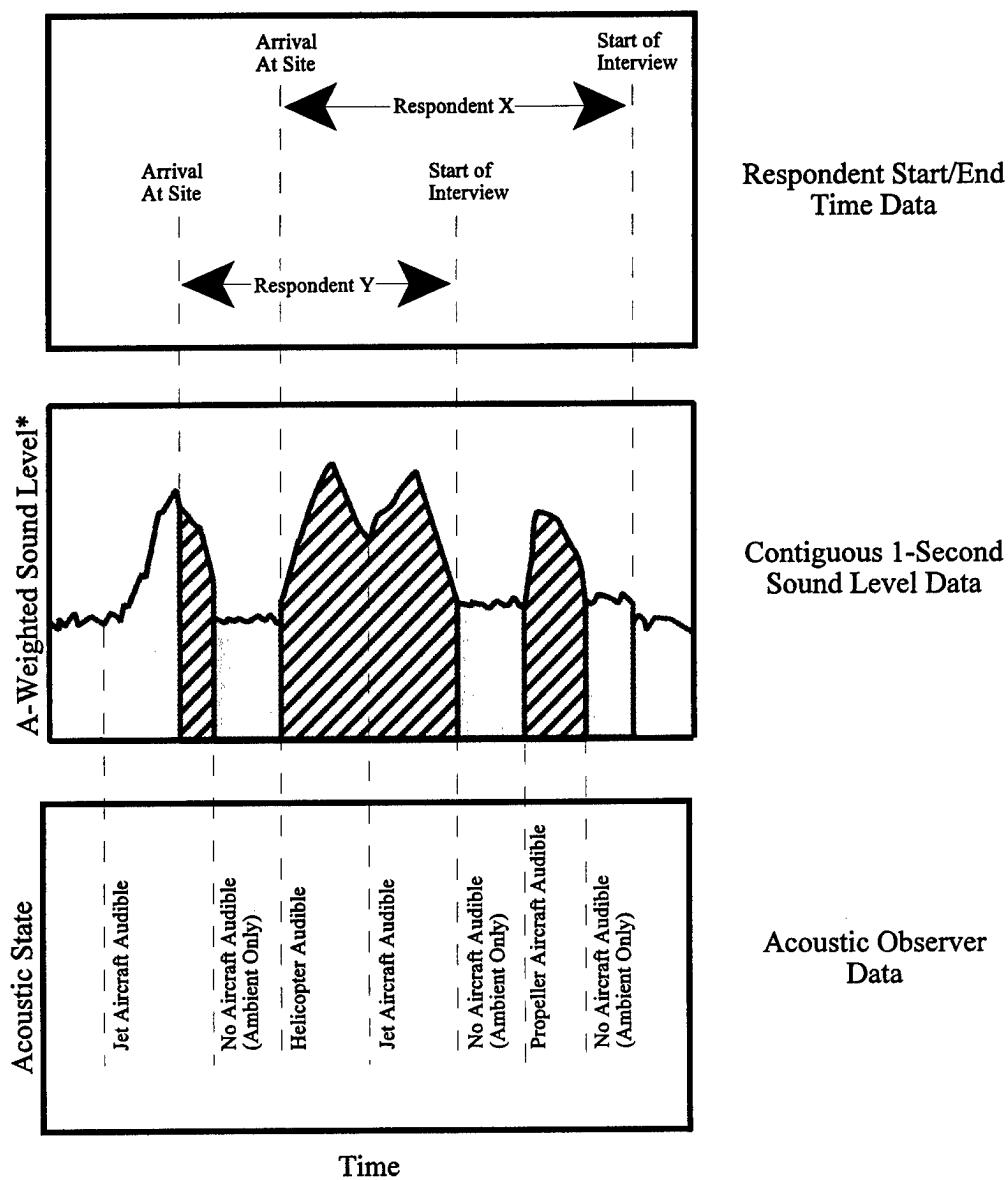 Arrival
At Site
Start of
Interview
Respondent X
Arrival
At Site
Start of
Interview
Respondent Y
Respondent Start/End
Time Data
A-Weighted Sound Level*
Contiguous 1-Second
Sound Level Data
Acoustic State
Jet Aircraft Audible
No Aircraft Audible
(Ambient Only)
Helicopter Audible
Jet Aircraft Audible
No Aircraft Audible
(Ambient Only)
Propeller Aircraft Audible
No Aircraft Audible
(Ambient Only)
Acoustic Observer
Data
Time